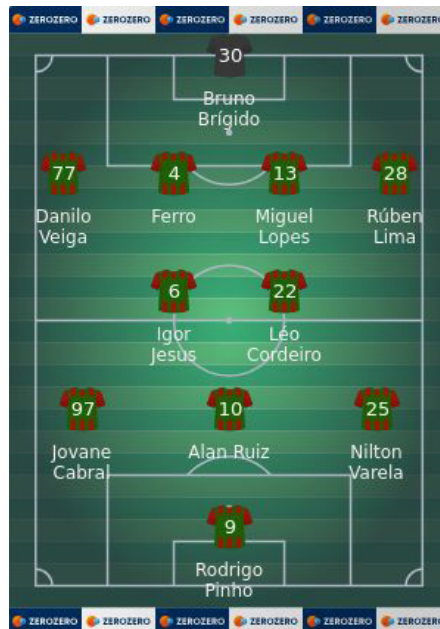 ZEROZERO ZEROZERO ZEROZERO ZEROZERO ZEROZERO ZEROZERO
30
Bruno
Brígido
77 4 13 28
Danilo Ferro Miguel Rúben
Veiga Lopes Lima
6 22
Igor Léo
Jesus Cordeiro
97 10 25
Jovane Alan Ruiz Nilton
Cabral Varela
9
Rodrigo
Pinho
ZEROZERO ZEROZERO ZEROZERO ZEROZERO ZEROZERO ZEROZERO